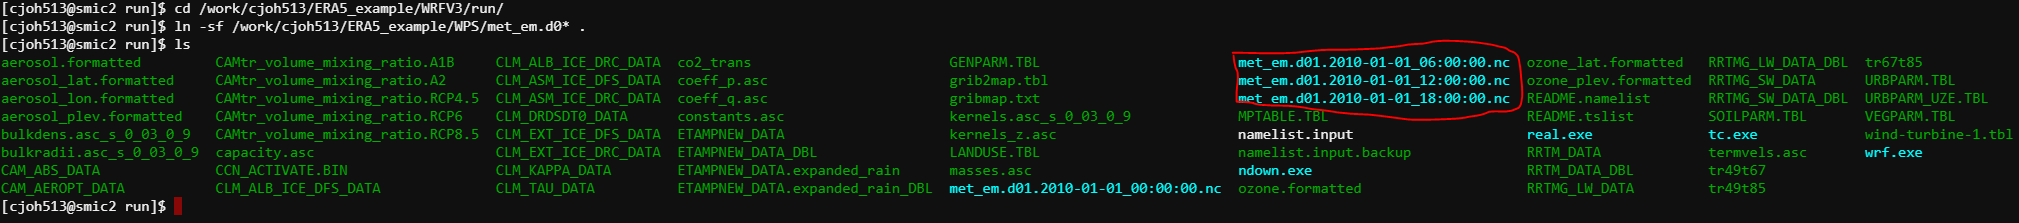 [cjoh513@smic2 run]$ cd /work/cjoh513/ERA5_example/WRFV3/run/
[cjoh513@smic2 run]$ ln -sf /work/cjoh513/ERA5_example/WPS/met_em.d0* .
[cjoh513@smic2 run]$ ls
aerosol.formatted CAMtr_volume_mixing_ratio.A1B CLM_ALB_ICE_DRC_DATA co2_trans GENPARM.TBL met_em.d01.2010-01-01_06:00:00.nc ozone_lat.formatted RRTMG_LW_DATA_DBL tr67t85
aerosol_lat.formatted CAMtr_volume_mixing_ratio.A2 CLM_ASM_ICE_DFS_DATA coeff_p.asc grib2map.tbl met_em.d01.2010-01-01_12:00:00.nc ozone_plev.formatted RRTMG_SW_DATA URBPARM.TBL
aerosol_lon.formatted CAMtr_volume_mixing_ratio.RCP4.5 CLM_ASM_ICE_DRC_DATA coeff_q.asc gribmap.txt met_em.d01.2010-01-01_18:00:00.nc README.namelist RRTMG_SW_DATA_DBL URBPARM_UZE.TBL
aerosol_plev.formatted CAMtr_volume_mixing_ratio.RCP6 CLM_DRDSDT0_DATA constants.asc kernels.asc_s_0_03_0_9 MPTABLE.TBL README.tslist SOILPARM.TBL VEGPARM.TBL
bulkdens.asc_s_0_03_0_9 CAMtr_volume_mixing_ratio.RCP8.5 CLM_EXT_ICE_DFS_DATA ETAMPNEW_DATA kernels_z.asc namelist.input real.exe tc.exe wind-turbine-1.tbl
bulkradii.asc_s_0_03_0_9 capacity.asc CLM_EXT_ICE_DRC_DATA ETAMPNEW_DATA_DBL LANDUSE.TBL namelist.input.backup RRTM_DATA termvels.asc wrf.exe
CAM_ABS_DATA CCN_ACTIVATE.BIN CLM_KAPPA_DATA ETAMPNEW_DATA.expanded_rain masses.asc ndown.exe RRTM_DATA_DBL tr49t67
CAM_AEROPT_DATA CLM_ALB_ICE_DFS_DATA CLM_TAU_DATA ETAMPNEW_DATA.expanded_rain_DBL met_em.d01.2010-01-01_00:00:00.nc ozone.formatted RRTMG_LW_DATA tr49t85
[cjoh513@smic2 run]$